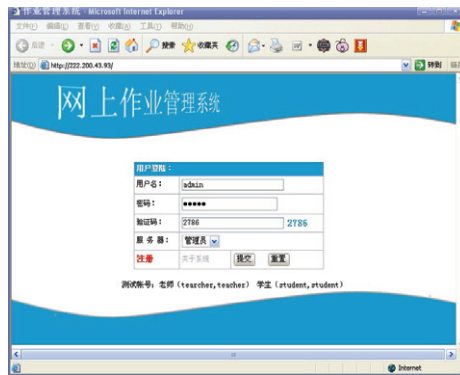 作业管理系统 - Microsoft Internet Explorer
文件(F) 编辑(E) 查看(V) 收藏(A) 工具(T) 帮助(H)
后退 搜索 收藏夹
地址(D) http://222.200.43.93/ 转到
网上作业管理系统
用户登陆：
用户名： admin
密码： •••••
验证码： 2786 2786
服 务 器： 管理员
注册 关于系统 提交 重置
测试帐号：老师（tearcher,teacher） 学生（student,student）
Internet